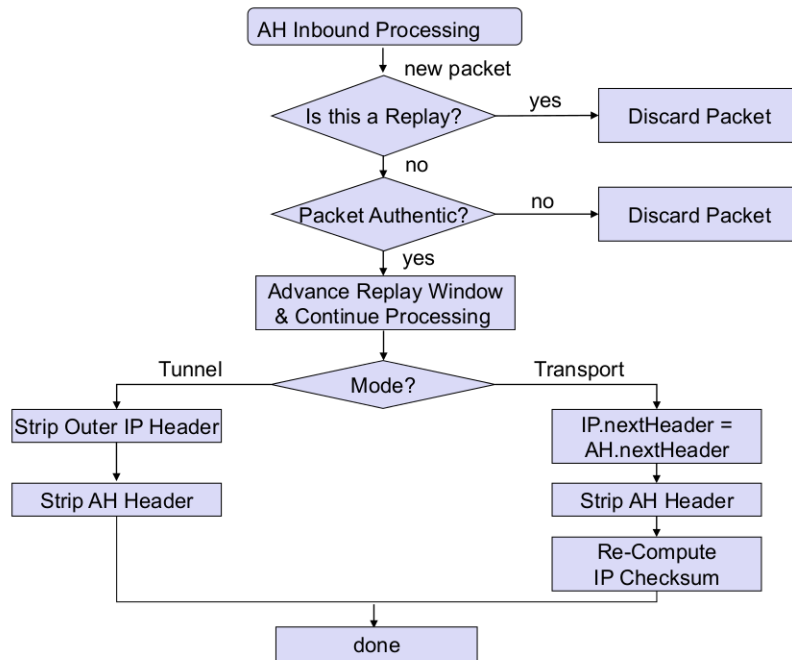 AH Inbound Processing
new packet
Is this a Replay?
yes
Discard Packet
no
Packet Authentic?
no
Discard Packet
yes
Advance Replay Window
& Continue Processing
Tunnel
Mode?
Transport
Strip Outer IP Header
IP.nextHeader =
AH.nextHeader
Strip AH Header
Strip AH Header
Re-Compute
IP Checksum
done